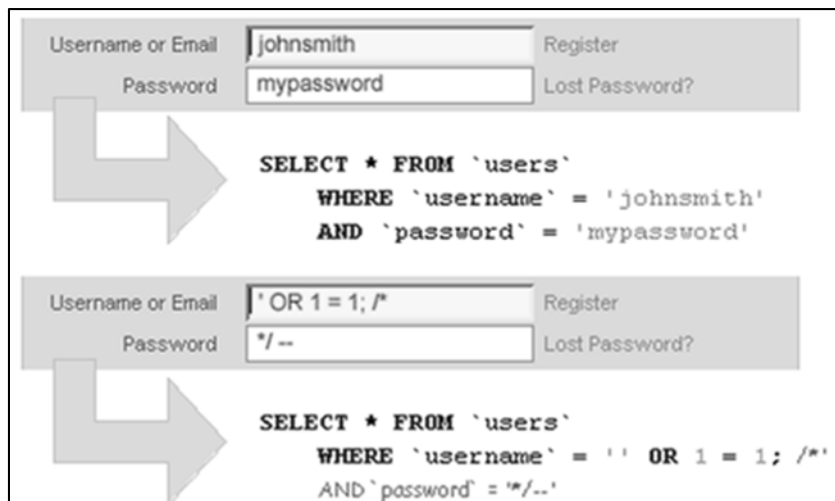 Username or Email johnsmith Register
Password mypassword Lost Password?
SELECT * FROM `users`
WHERE `username` = 'johnsmith'
AND `password` = 'mypassword'
Username or Email ' OR 1 = 1; /* Register
Password */ -- Lost Password?
SELECT * FROM `users`
WHERE `username` = '' OR 1 = 1; /*'
AND `password` = '*/--'